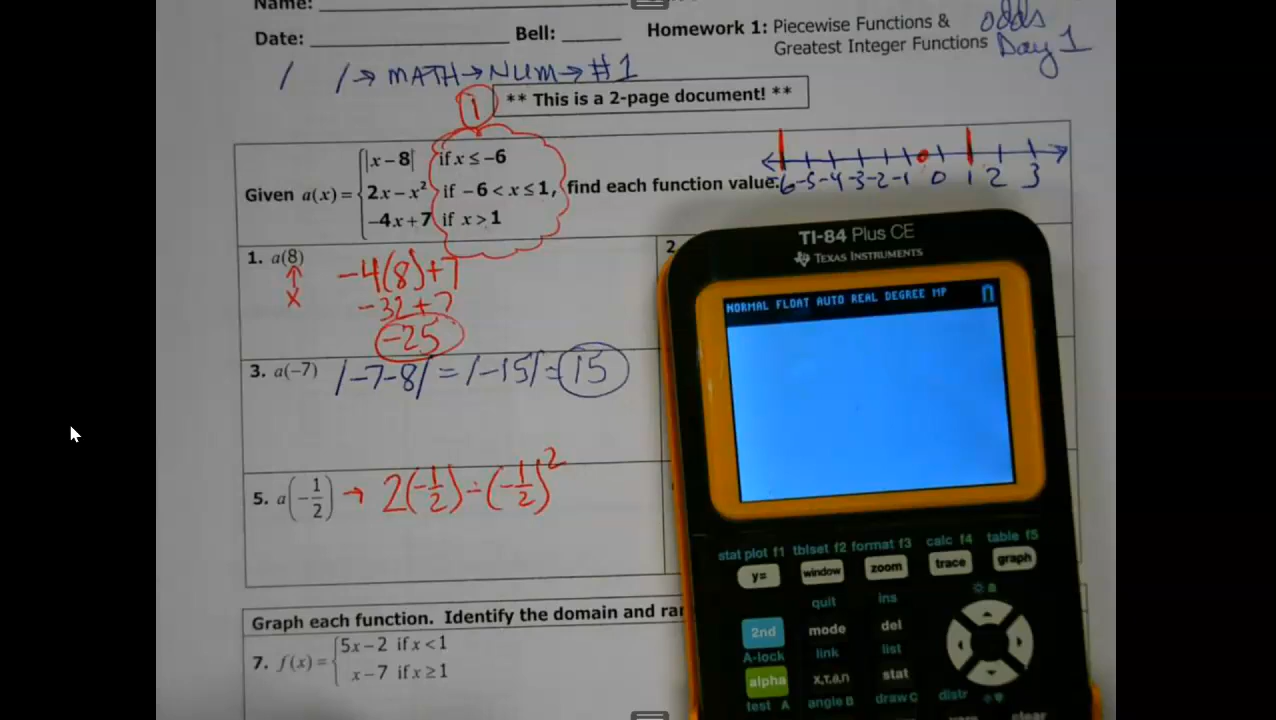 Name:
Date: Bell: Homework 1: Piecewise Functions & odds
Greatest Integer Functions Day 1
/ /→ MATH→NUM→#1
1 ** This is a 2-page document! **
Given a(x) = { |x − 8| if x ≤ −6
2x − x² if −6 < x ≤ 1, find each function value:
−4x + 7 if x > 1
-6 -5 -4 -3 -2 -1 0 1 2 3
1. a(8) -4(8)+7
x -32+7
-25
2.
3. a(−7) |-7-8| = |-15| = 15
5. a(−1/2) → 2(-1/2) - (-1/2)²
Graph each function. Identify the domain and ra
7. f(x) = { 5x − 2 if x < 1
x − 7 if x ≥ 1
TI-84 Plus CE
TEXAS INSTRUMENTS
NORMAL FLOAT AUTO REAL DEGREE MP
stat plot f1 tblset f2 format f3 calc f4 table f5
y= window zoom trace graph
quit ins
2nd mode del
A-lock link list
alpha X,T,θ,n stat
test A angle B draw C distr
clear